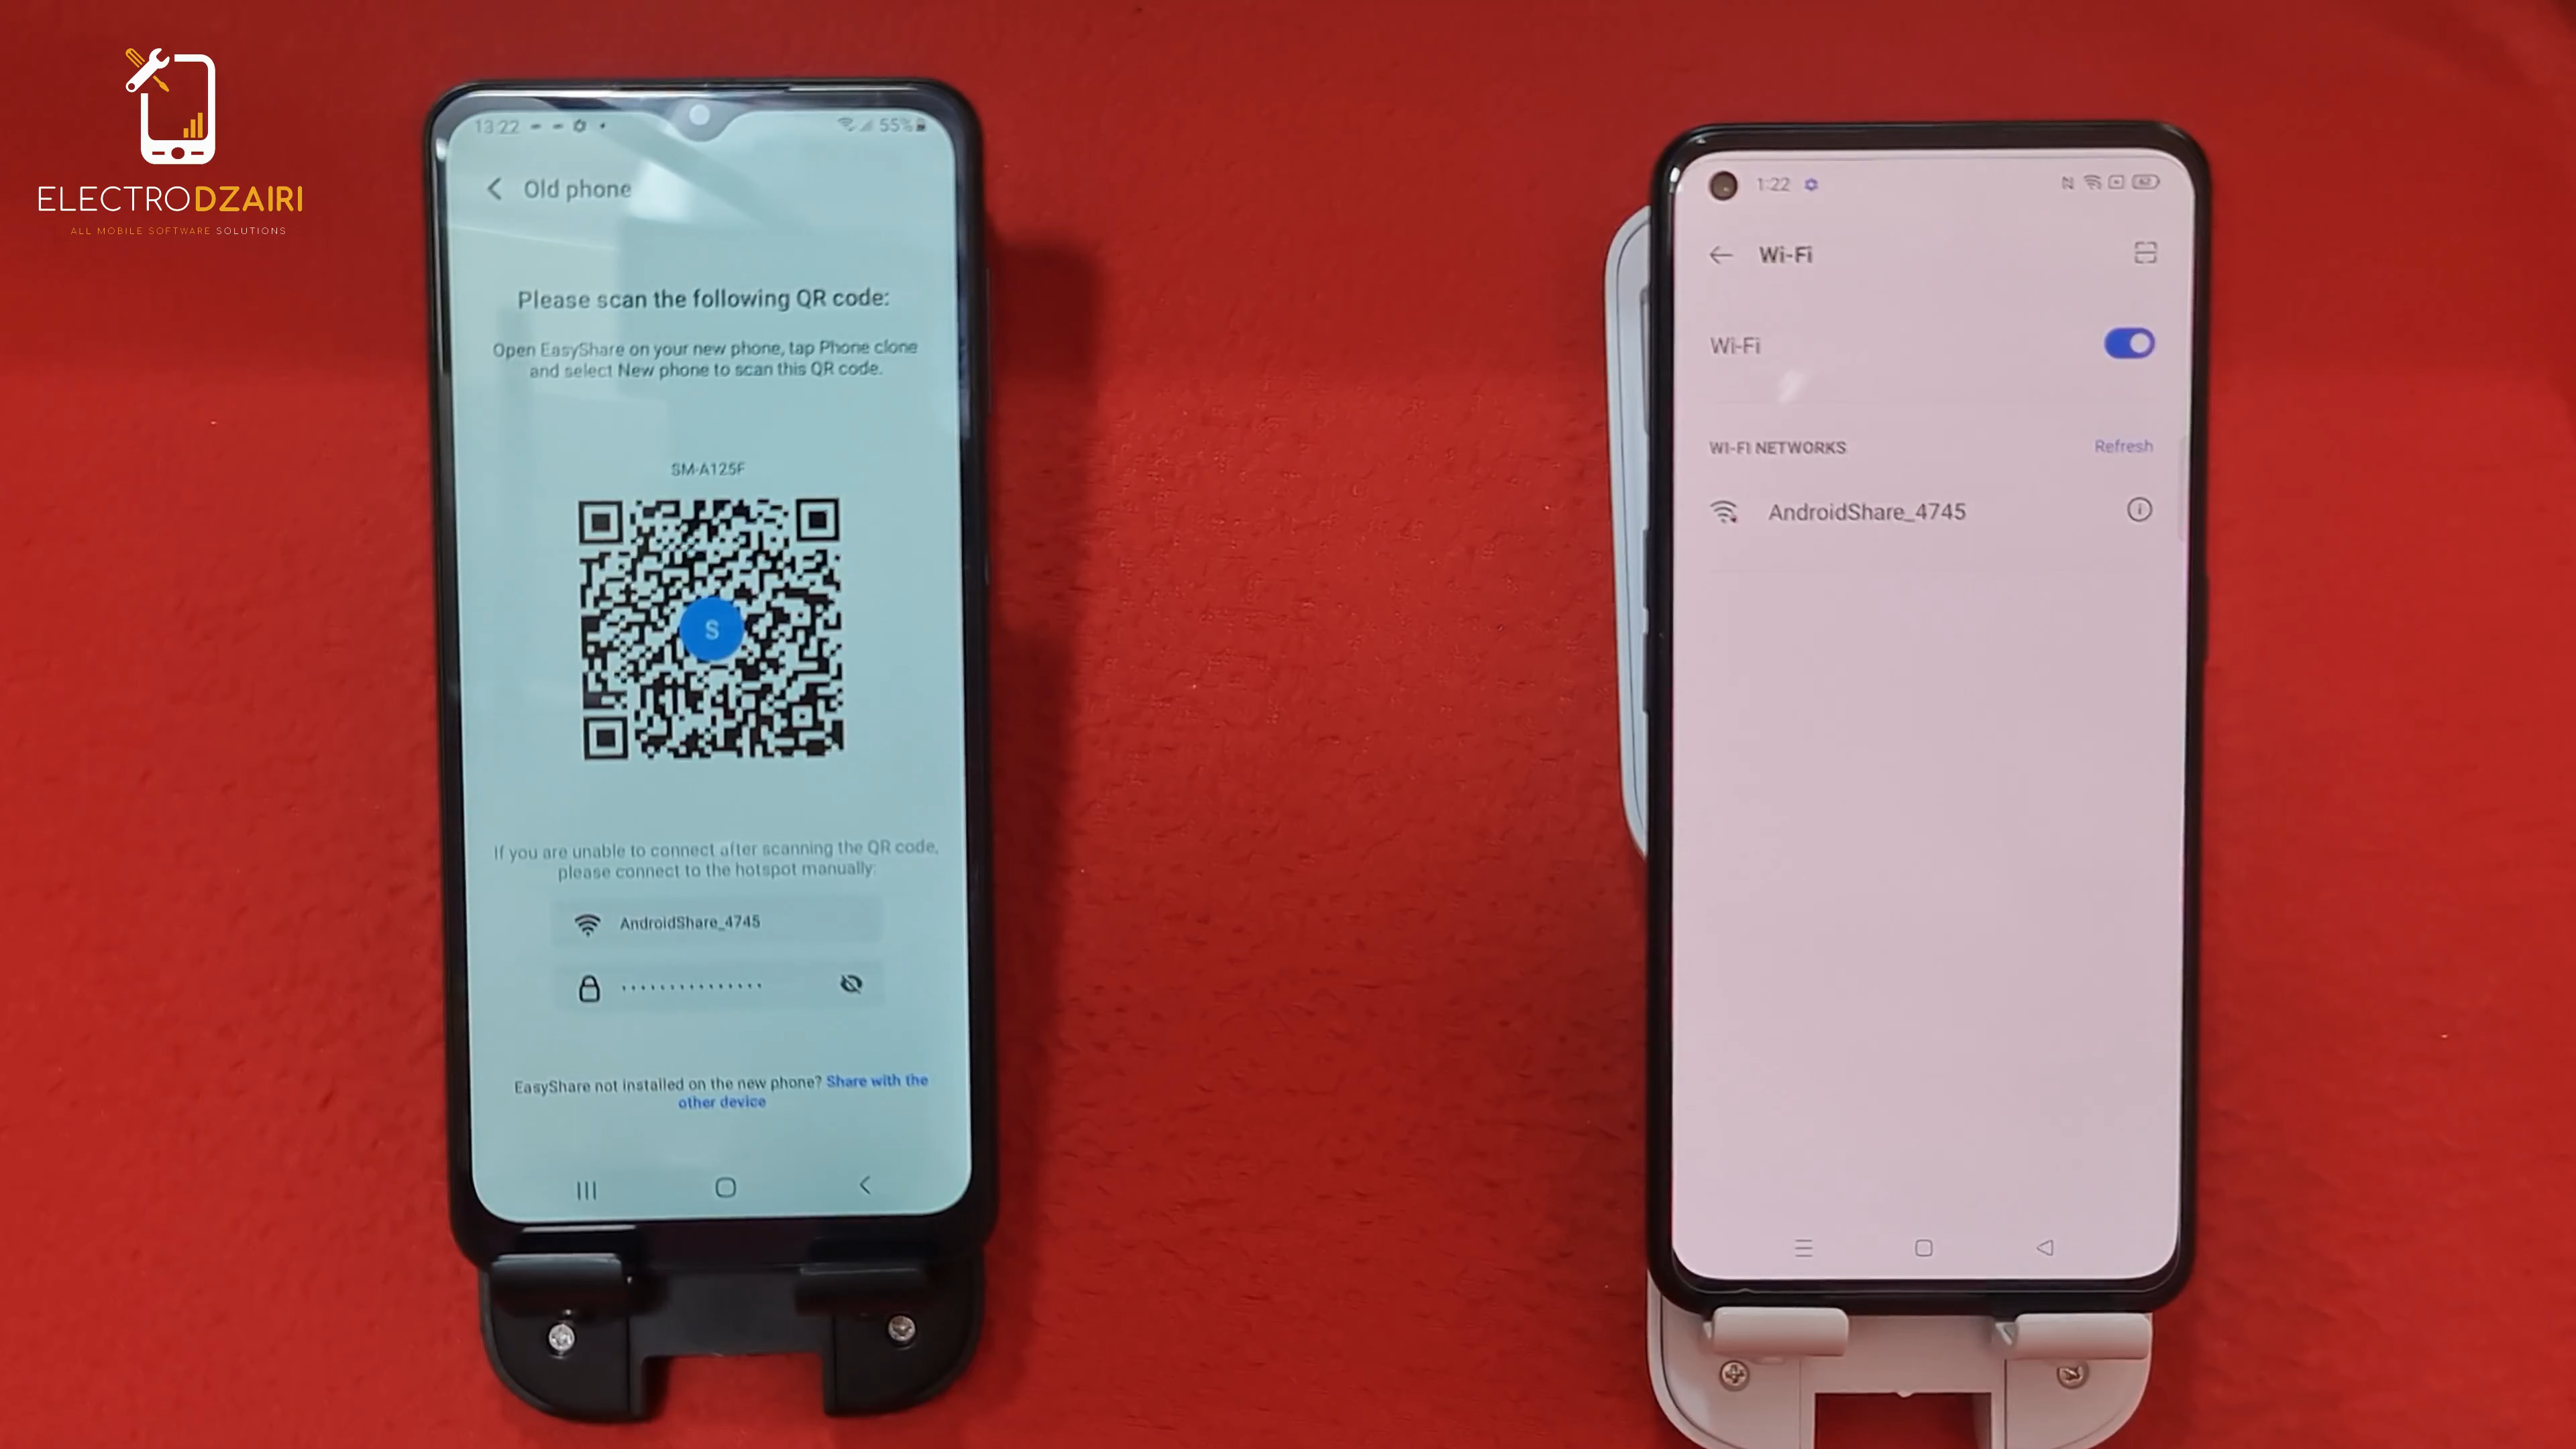 ELECTRODZAIRI
ALL MOBILE SOFTWARE SOLUTIONS
13:22
55%
Old phone
Please scan the following QR code:
Open EasyShare on your new phone, tap Phone clone
and select New phone to scan this QR code.
SM-A125F
S
If you are unable to connect after scanning the QR code,
please connect to the hotspot manually:
AndroidShare_4745
EasyShare not installed on the new phone? Share with the
other device
1:22
Wi-Fi
Wi-Fi
WI-FI NETWORKS
Refresh
AndroidShare_4745